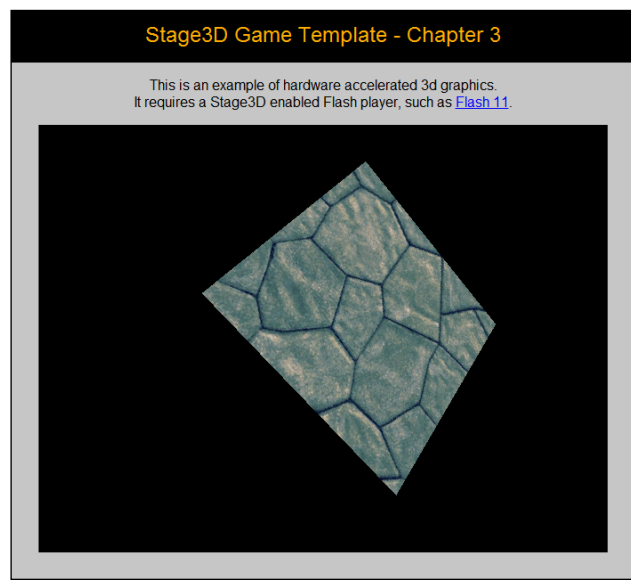 Stage3D Game Template - Chapter 3
This is an example of hardware accelerated 3d graphics.
It requires a Stage3D enabled Flash player, such as Flash 11.